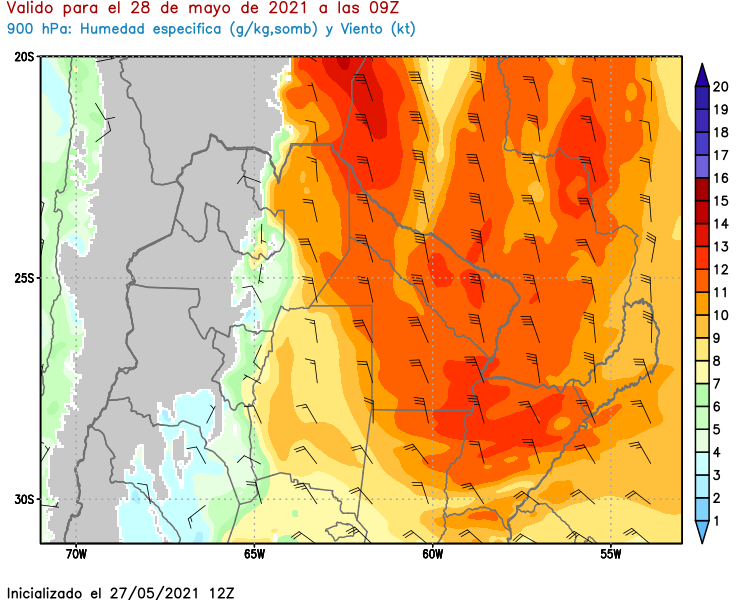 Valido para el 28 de mayo de 2021 a las 09Z
900 hPa: Humedad especifica (g/kg,somb) y Viento (kt)
20S
25S
30S
70W
65W
60W
55W
20
19
18
17
16
15
14
13
12
11
10
9
8
7
6
5
4
3
2
1
Inicializado el 27/05/2021 12Z